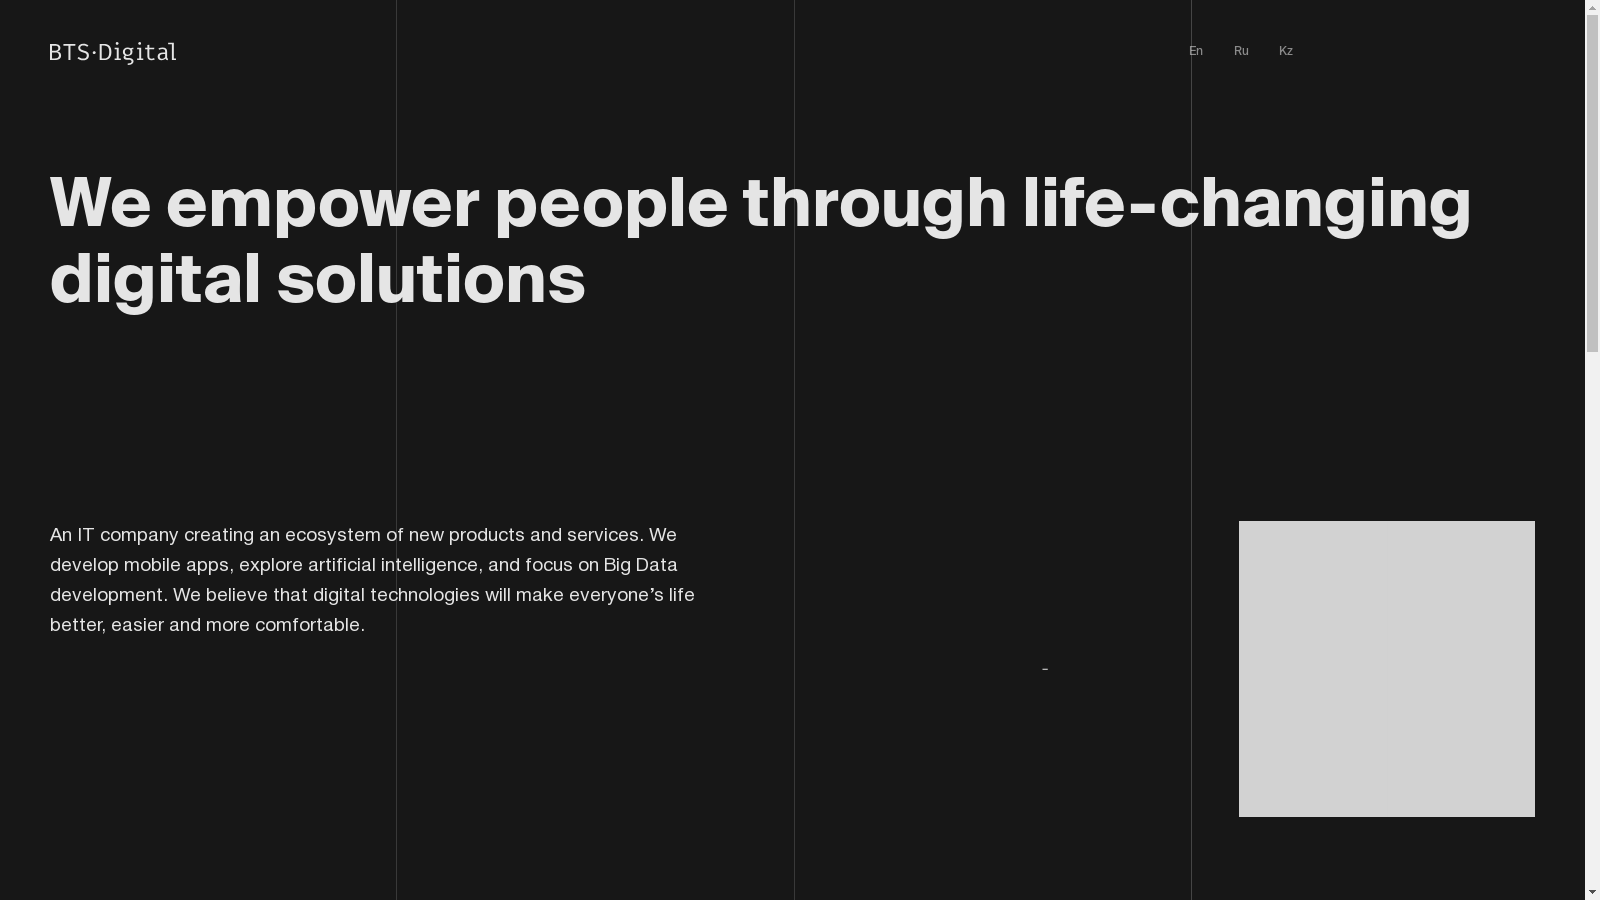 BTS·Digital
En Ru Kz
We empower people through life-changing
digital solutions
An IT company creating an ecosystem of new products and services. We
develop mobile apps, explore artificial intelligence, and focus on Big Data
development. We believe that digital technologies will make everyone’s life
better, easier and more comfortable.
-